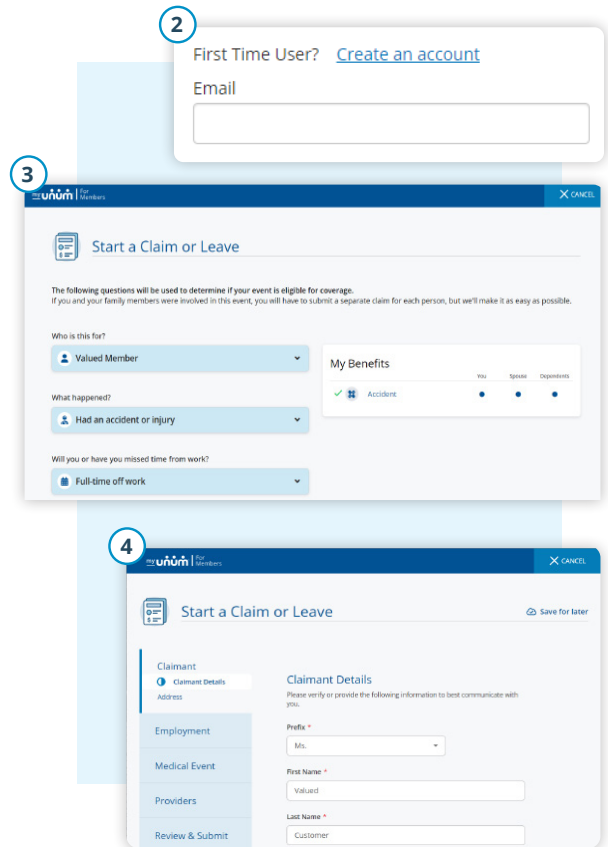 2
First Time User? Create an account
Email
3
my unum | For Members
CANCEL
Start a Claim or Leave
The following questions will be used to determine if your event is eligible for coverage.
If you and your family members were involved in this event, you will have to submit a separate claim for each person, but we'll make it as easy as possible.
Who is this for?
Valued Member
What happened?
Had an accident or injury
Will you or have you missed time from work?
Full-time off work
My Benefits
You Spouse Dependents
Accident
4
my unum | For Members
CANCEL
Start a Claim or Leave
Save for later
Claimant
Claimant Details
Address
Employment
Medical Event
Providers
Review & Submit
Claimant Details
Please verify or provide the following information to best communicate with
you.
Prefix *
Ms.
First Name *
Valued
Last Name *
Customer